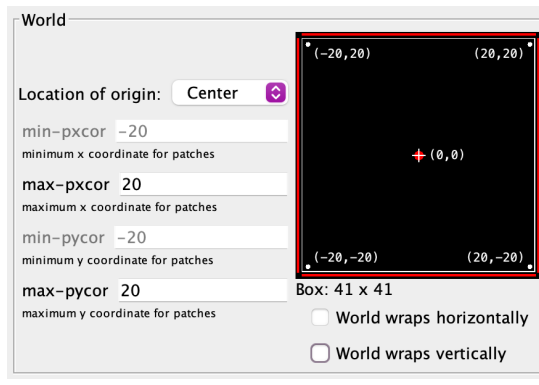 World
Location of origin: Center
min-pxcor -20
minimum x coordinate for patches
max-pxcor 20
maximum x coordinate for patches
min-pycor -20
minimum y coordinate for patches
max-pycor 20
maximum y coordinate for patches
(-20,20) (20,20)
(0,0)
(-20,-20) (20,-20)
Box: 41 x 41
World wraps horizontally
World wraps vertically